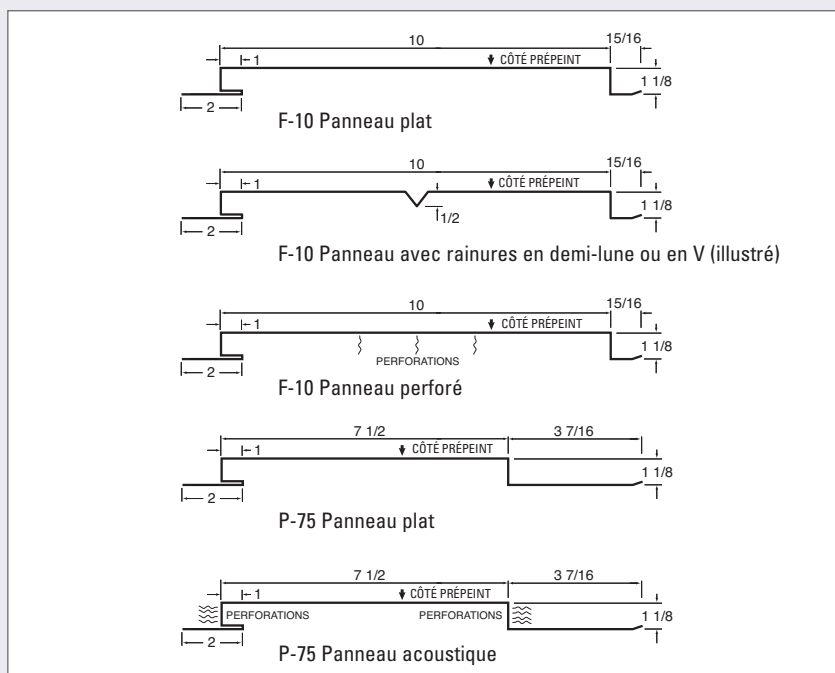 10 15/16
1 CÔTÉ PRÉPEINT
1 1/8
2
F-10 Panneau plat
10 15/16
1 CÔTÉ PRÉPEINT
1/2 1 1/8
2
F-10 Panneau avec rainures en demi-lune ou en V (illustré)
10 15/16
1 CÔTÉ PRÉPEINT
1 1/8
PERFORATIONS
2
F-10 Panneau perforé
7 1/2 3 7/16
1 CÔTÉ PRÉPEINT
1 1/8
2
P-75 Panneau plat
7 1/2 3 7/16
1 CÔTÉ PRÉPEINT
PERFORATIONS PERFORATIONS 1 1/8
2
P-75 Panneau acoustique